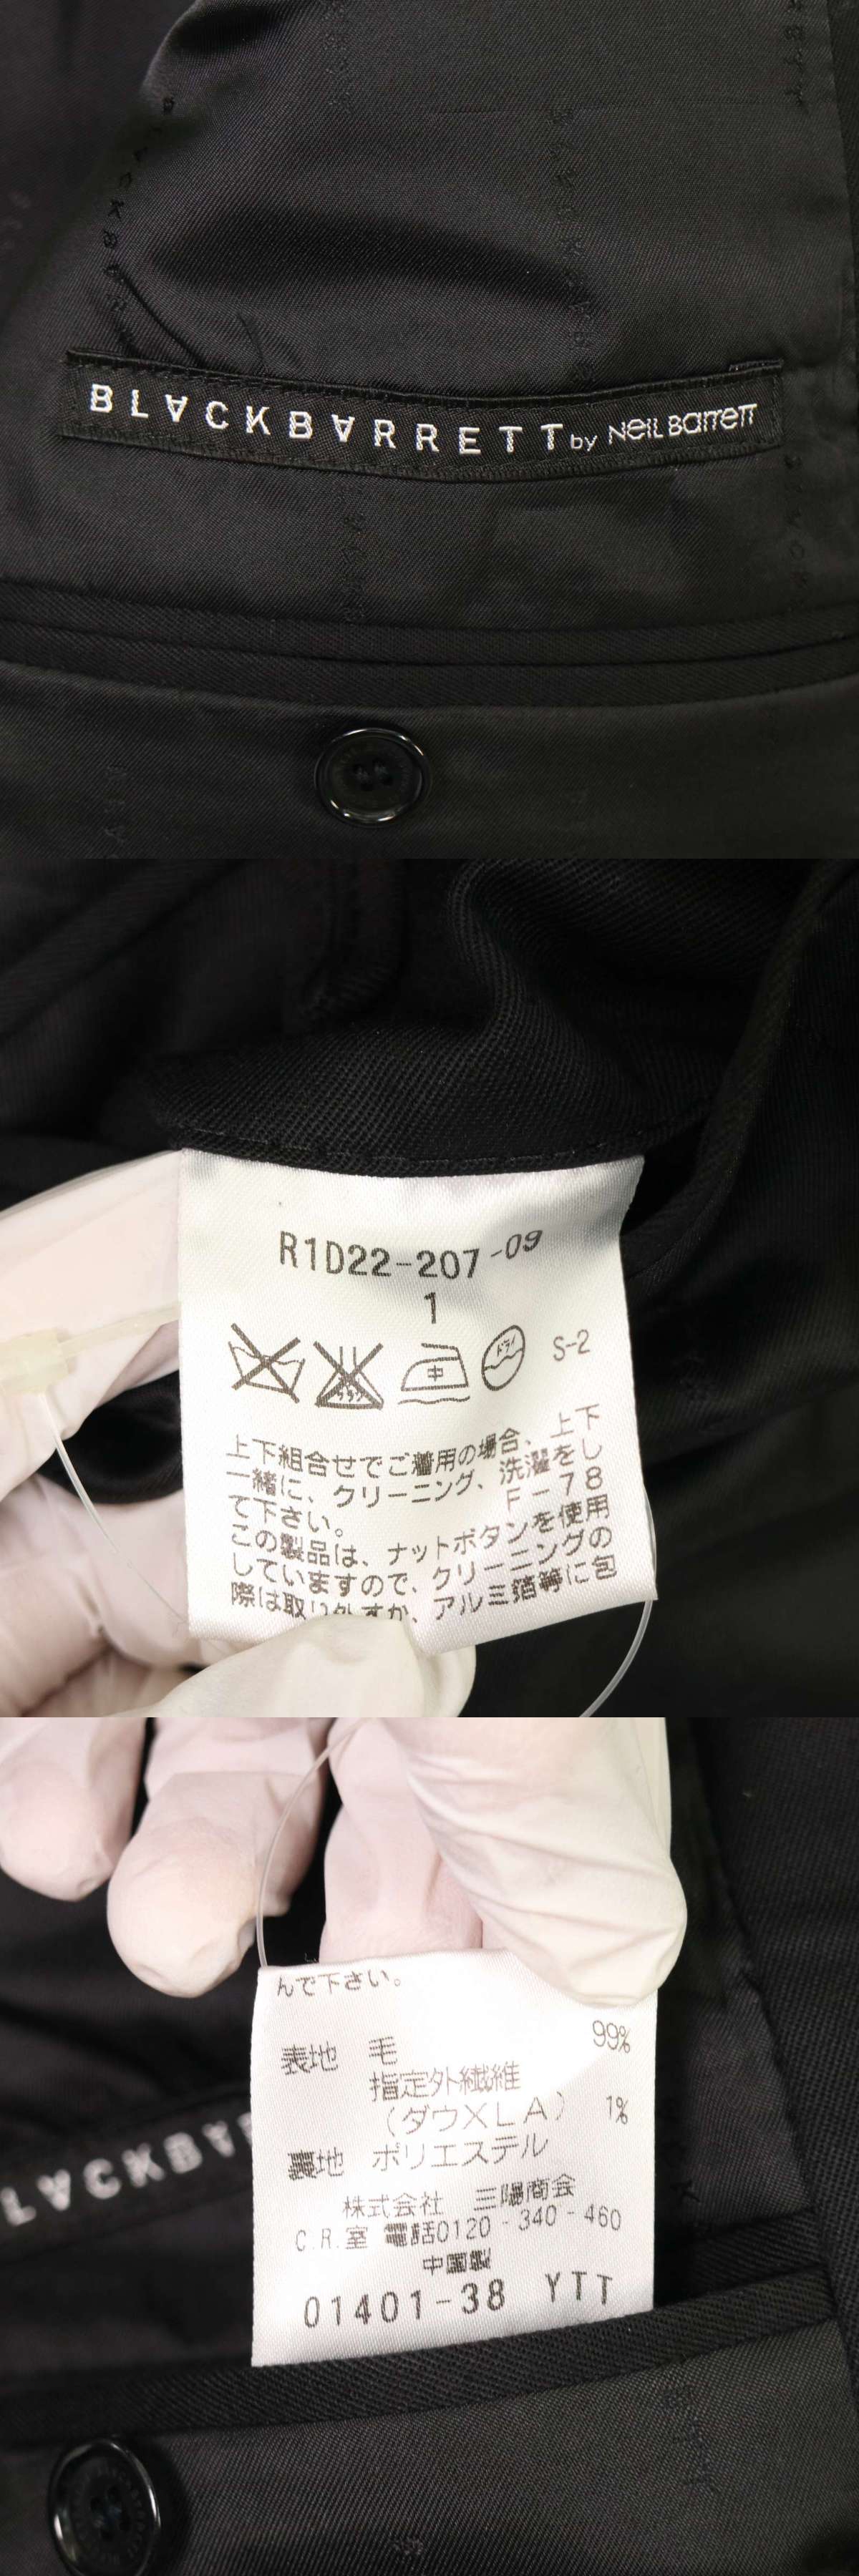 BLACKBARRETT by NEIL BARRETT
R1D22-207-09
1
ドライ
中
S-2
上下組合せでご着用の場合、上下
一緒に、クリーニング、洗濯をし
て下さい。 F-78
この製品は、ナットボタンを使用
していますので、クリーニングの
際は取り外すか、アルミ箔等に包
んで下さい。
表地 毛 99%
指定外繊維
(ダウXLA) 1%
裏地 ポリエステル
株式会社 三陽商会
C.R.室 電話0120-340-460
中国製
01401-38 YTT